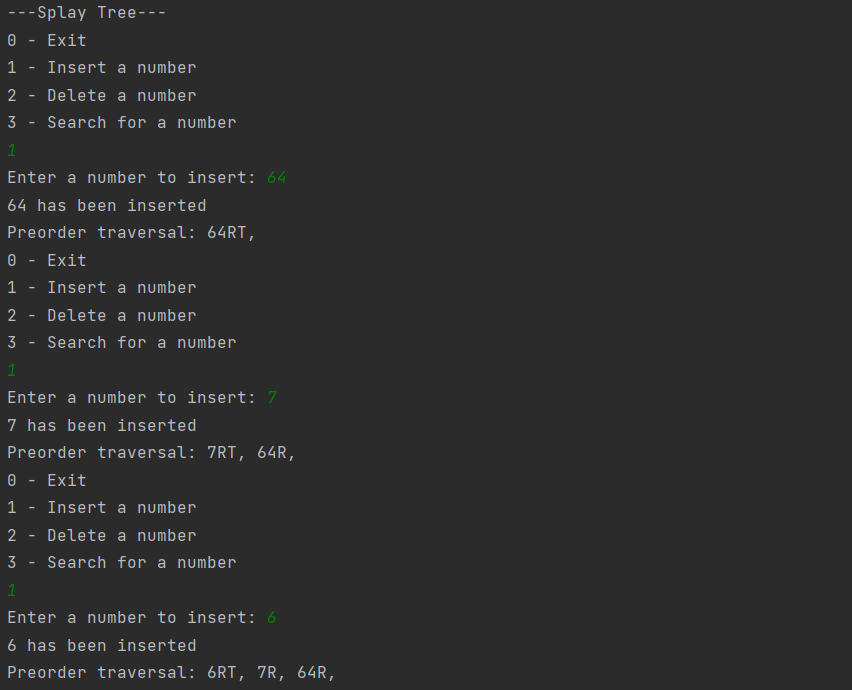 ---Splay Tree---
0 - Exit
1 - Insert a number
2 - Delete a number
3 - Search for a number
1
Enter a number to insert: 64
64 has been inserted
Preorder traversal: 64RT,
0 - Exit
1 - Insert a number
2 - Delete a number
3 - Search for a number
1
Enter a number to insert: 7
7 has been inserted
Preorder traversal: 7RT, 64R,
0 - Exit
1 - Insert a number
2 - Delete a number
3 - Search for a number
1
Enter a number to insert: 6
6 has been inserted
Preorder traversal: 6RT, 7R, 64R,